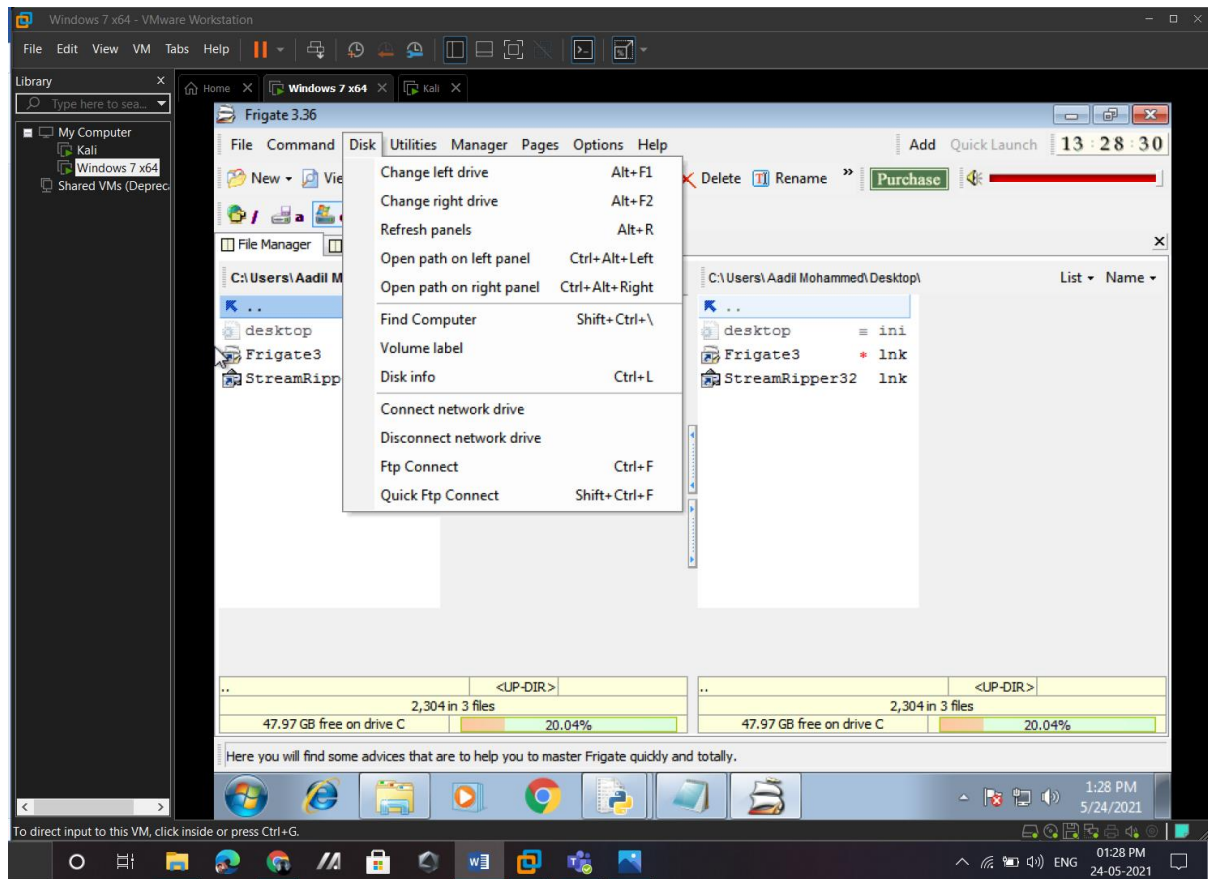 Windows 7 x64 - VMware Workstation
File Edit View VM Tabs Help
Library X
Type here to sea...
My Computer
Kali
Windows 7 x64
Shared VMs (Deprec
Home Windows 7 x64 Kali
Frigate 3.36
File Command Disk Utilities Manager Pages Options Help
Add Quick Launch 13:28:30
New Vie
Delete Rename » Purchase
/ a
File Manager
C:\Users\Aadil M
..
desktop
Frigate3
StreamRipp
Change left drive Alt+F1
Change right drive Alt+F2
Refresh panels Alt+R
Open path on left panel Ctrl+Alt+Left
Open path on right panel Ctrl+Alt+Right
Find Computer Shift+Ctrl+\
Volume label
Disk info Ctrl+L
Connect network drive
Disconnect network drive
Ftp Connect Ctrl+F
Quick Ftp Connect Shift+Ctrl+F
C:\Users\Aadil Mohammed\Desktop\ List Name
..
desktop ini
Frigate3 * lnk
StreamRipper32 lnk
.. <UP-DIR>
2,304 in 3 files
47.97 GB free on drive C 20.04%
.. <UP-DIR>
2,304 in 3 files
47.97 GB free on drive C 20.04%
Here you will find some advices that are to help you to master Frigate quickly and totally.
1:28 PM
5/24/2021
To direct input to this VM, click inside or press Ctrl+G.
ENG
01:28 PM
24-05-2021